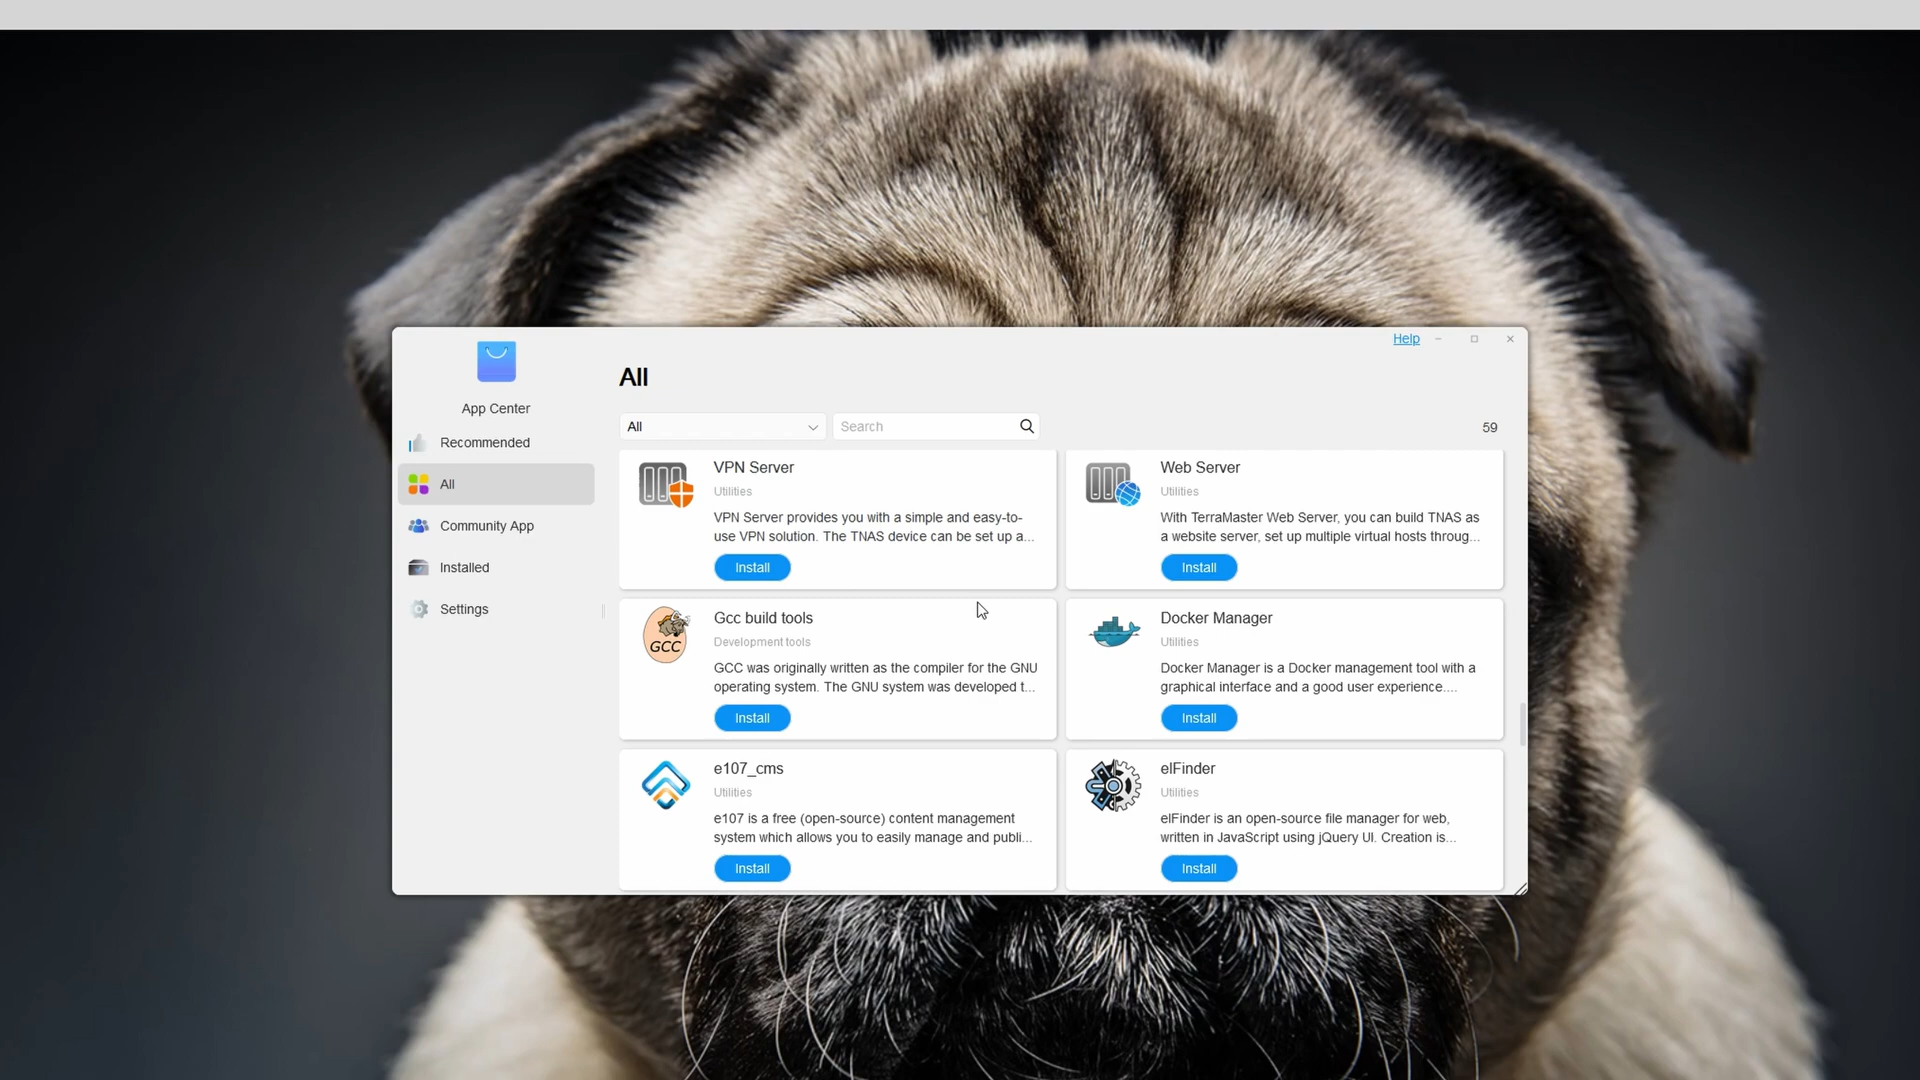 Help
App Center
Recommended
All
Community App
Installed
Settings
All
All
Search
59
VPN Server
Utilities
VPN Server provides you with a simple and easy-to-
use VPN solution. The TNAS device can be set up a...
Install
Web Server
Utilities
With TerraMaster Web Server, you can build TNAS as
a website server, set up multiple virtual hosts throug...
Install
Gcc build tools
Development tools
GCC
GCC was originally written as the compiler for the GNU
operating system. The GNU system was developed t...
Install
Docker Manager
Utilities
Docker Manager is a Docker management tool with a
graphical interface and a good user experience....
Install
e107_cms
Utilities
e107 is a free (open-source) content management
system which allows you to easily manage and publi...
Install
elFinder
Utilities
elFinder is an open-source file manager for web,
written in JavaScript using jQuery UI. Creation is...
Install